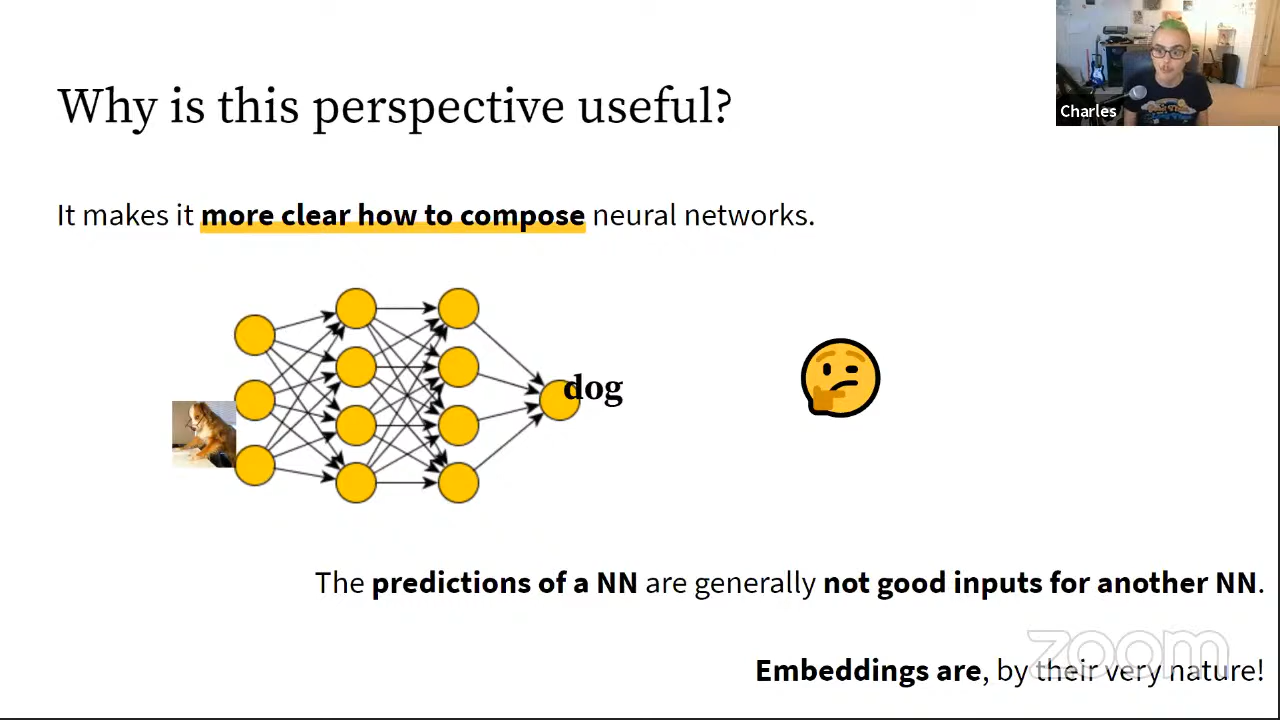 Why is this perspective useful?
Charles
It makes it more clear how to compose neural networks.
dog
The predictions of a NN are generally not good inputs for another NN.
Embeddings are, by their very nature!
zoom